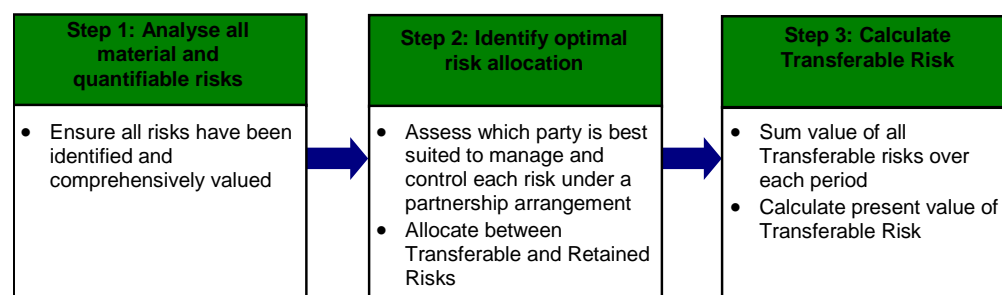 Step 1: Analyse all
material and
quantifiable risks
• Ensure all risks have been
identified and
comprehensively valued
Step 2: Identify optimal
risk allocation
• Assess which party is best
suited to manage and
control each risk under a
partnership arrangement
• Allocate between
Transferable and Retained
Risks
Step 3: Calculate
Transferable Risk
• Sum value of all
Transferable risks over
each period
• Calculate present value of
Transferable Risk